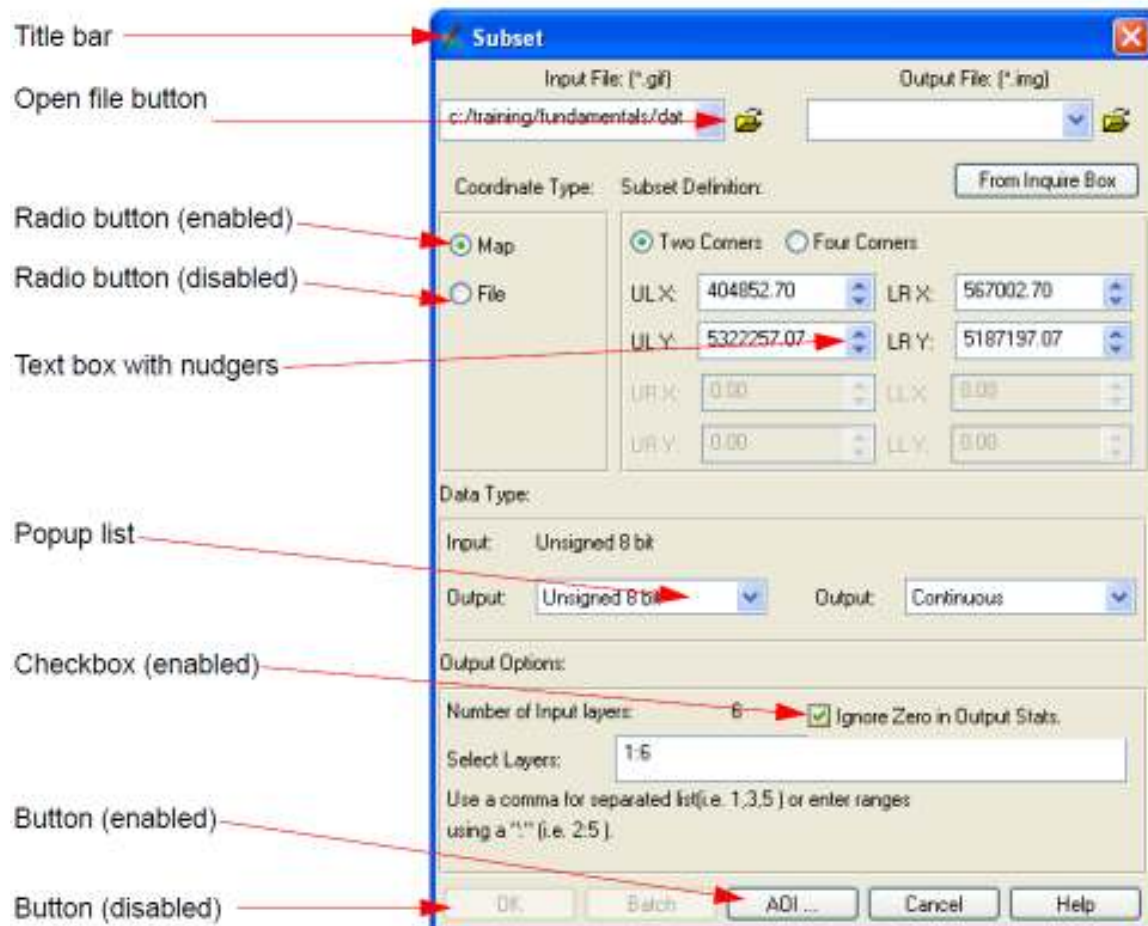 Title bar
Subset
Input File: (*.gif)
Output File: (*.img)
Open file button
c:/training/fundamentals/dat
From Inquire Box
Coordinate Type:
Subset Definition:
Radio button (enabled)
Map
Two Corners
Four Corners
Radio button (disabled)
File
UL X:
404852.70
LR X:
567002.70
UL Y:
5322257.07
LR Y:
5187197.07
Text box with nudgers
UR X:
0.00
LL X:
0.00
UR Y:
0.00
LL Y:
0.00
Data Type:
Popup list
Input:
Unsigned 8 bit
Output:
Unsigned 8 bit
Output:
Continuous
Checkbox (enabled)
Output Options:
Number of Input layers:
6
Ignore Zero in Output Stats.
Select Layers:
1:6
Use a comma for separated list(i.e. 1,3,5 ) or enter ranges
using a ":" (i.e. 2:5 ).
Button (enabled)
Button (disabled)
OK
Batch
AOI ...
Cancel
Help